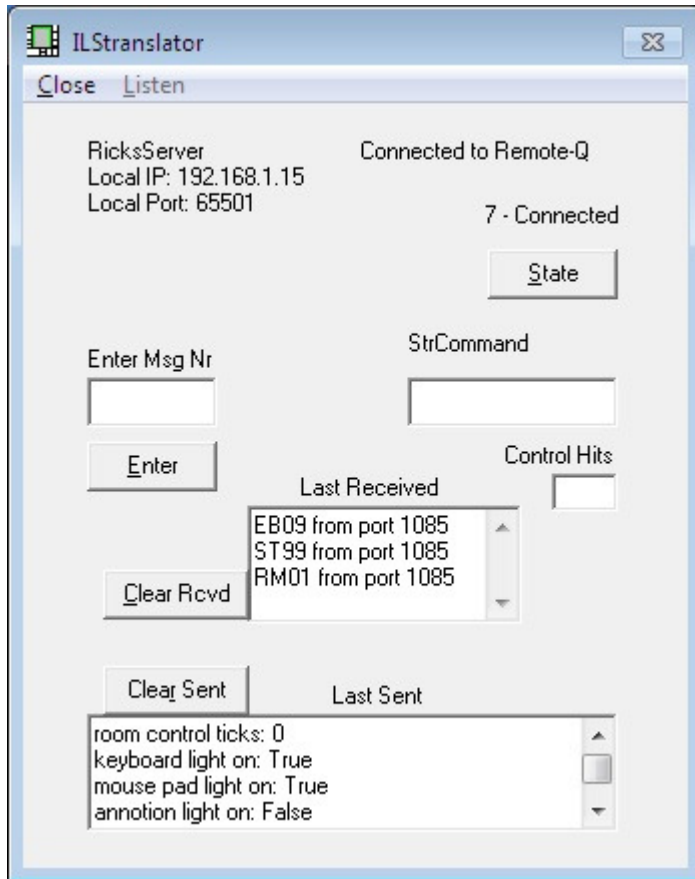 ILStranslator
Close Listen
RicksServer
Local IP: 192.168.1.15
Local Port: 65501
Connected to Remote-Q
7 - Connected
State
Enter Msg Nr
StrCommand
Enter
Control Hits
Last Received
EB09 from port 1085
ST99 from port 1085
RM01 from port 1085
Clear Rcvd
Clear Sent
Last Sent
room control ticks: 0
keyboard light on: True
mouse pad light on: True
annotion light on: False